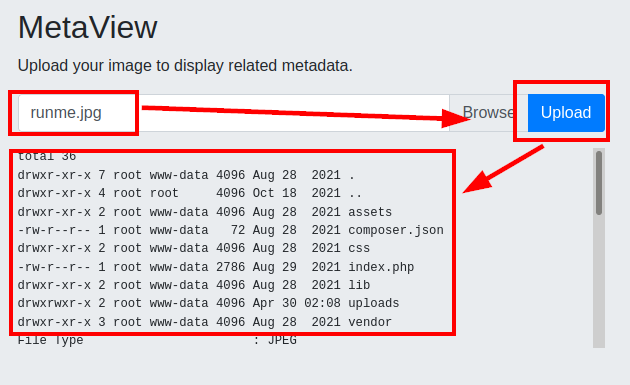 MetaView
Upload your image to display related metadata.
runme.jpg Browse Upload
total 36
drwxr-xr-x 7 root www-data 4096 Aug 28  2021 .
drwxr-xr-x 4 root root     4096 Oct 18  2021 ..
drwxr-xr-x 2 root www-data 4096 Aug 28  2021 assets
-rw-r--r-- 1 root www-data   72 Aug 28  2021 composer.json
drwxr-xr-x 2 root www-data 4096 Aug 28  2021 css
-rw-r--r-- 1 root www-data 2786 Aug 29  2021 index.php
drwxr-xr-x 2 root www-data 4096 Aug 28  2021 lib
drwxrwxr-x 2 root www-data 4096 Apr 30 02:08 uploads
drwxr-xr-x 3 root www-data 4096 Aug 28  2021 vendor
File Type                       : JPEG